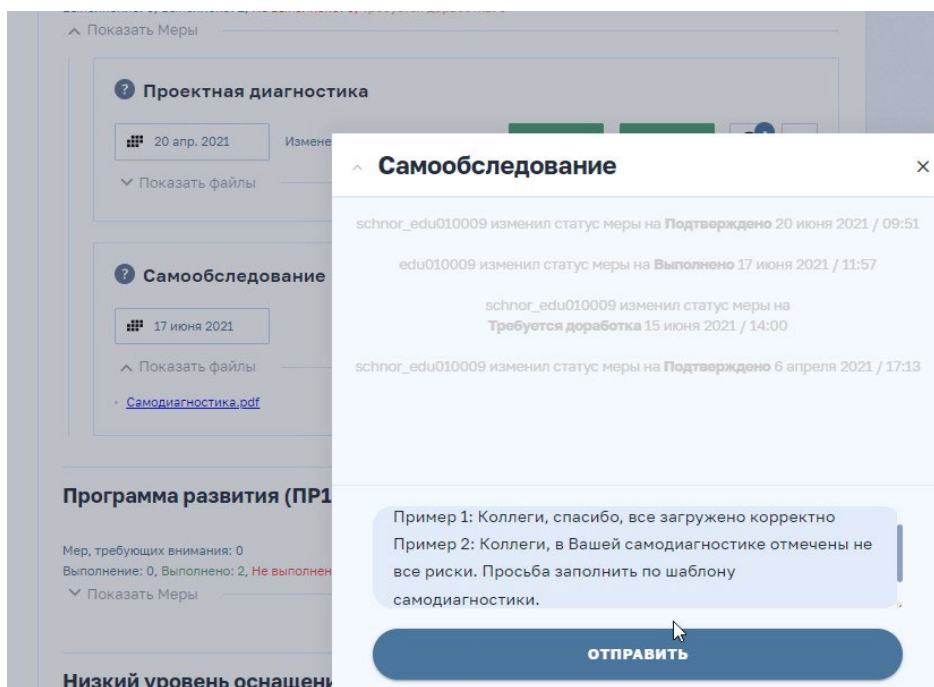 Показать Меры
Проектная диагностика
20 апр. 2021
Измене
Показать файлы
Самообследование
17 июня 2021
Показать файлы
Самодиагностика.pdf
Программа развития (ПР1
Мер, требующих внимания: 0
Выполнение: 0, Выполнено: 2, Не выполнен
Показать Меры
Низкий уровень оснащени
Самообследование
schnor_edu010009 изменил статус меры на Подтверждено 20 июня 2021 / 09:51
edu010009 изменил статус меры на Выполнено 17 июня 2021 / 11:57
schnor_edu010009 изменил статус меры на
Требуется доработка 15 июня 2021 / 14:00
schnor_edu010009 изменил статус меры на Подтверждено 6 апреля 2021 / 17:13
Пример 1: Коллеги, спасибо, все загружено корректно
Пример 2: Коллеги, в Вашей самодиагностике отмечены не
все риски. Просьба заполнить по шаблону
самодиагностики.
ОТПРАВИТЬ